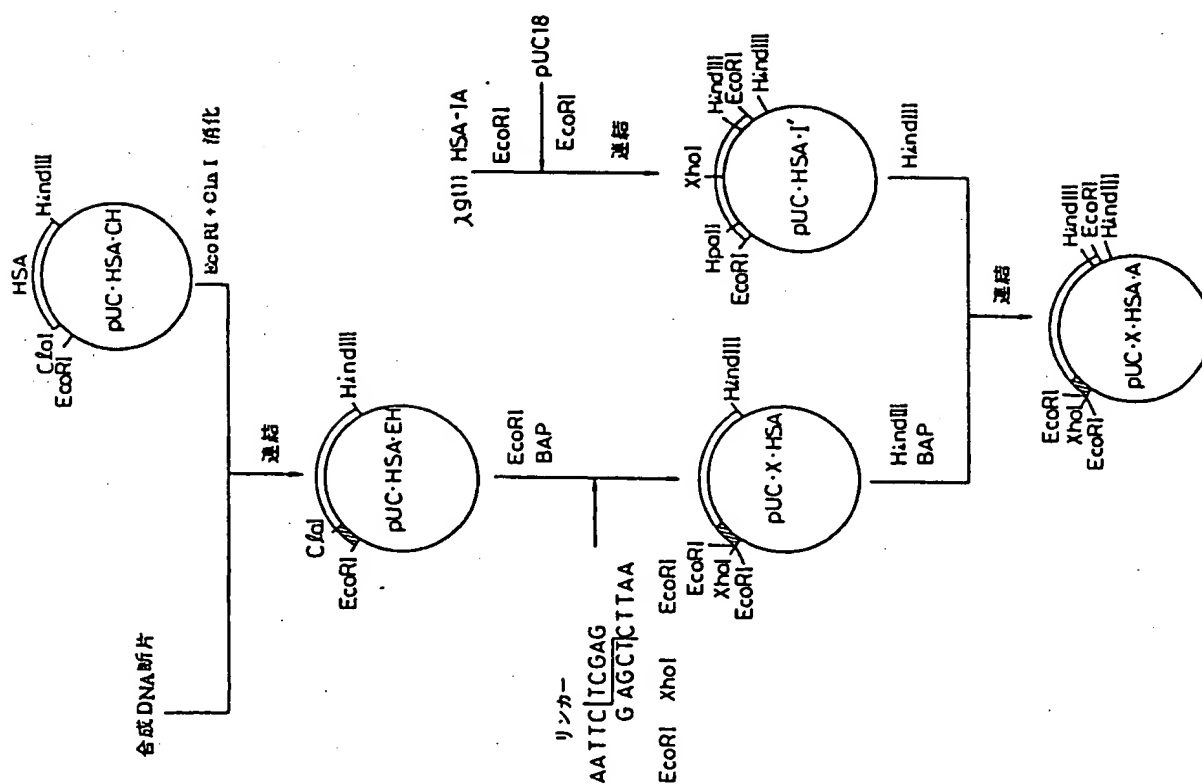 合成DNA断片
HSA
ClaI
EcoRI
HindIII
pUC·HSA·CH
EcoRI+ClaI 消化
連結
ClaI
EcoRI
HindIII
pUC·HSA·EH
EcoRI
BAP
リンカー
AATTCTCGAG
GAGCTCTTAA
EcoRI XhoI EcoRI
EcoRI
XhoI
EcoRI
HindIII
pUC·X·HSA
HindIII
BAP
λgt11 HSA-IA
EcoRI
pUC18
EcoRI
連結
XhoI
HpaII
EcoRI
HindIII
EcoRI
HindIII
pUC·HSA·I'
HindIII
連結
EcoRI
XhoI
EcoRI
HindIII
EcoRI
HindIII
pUC·X·HSA·A